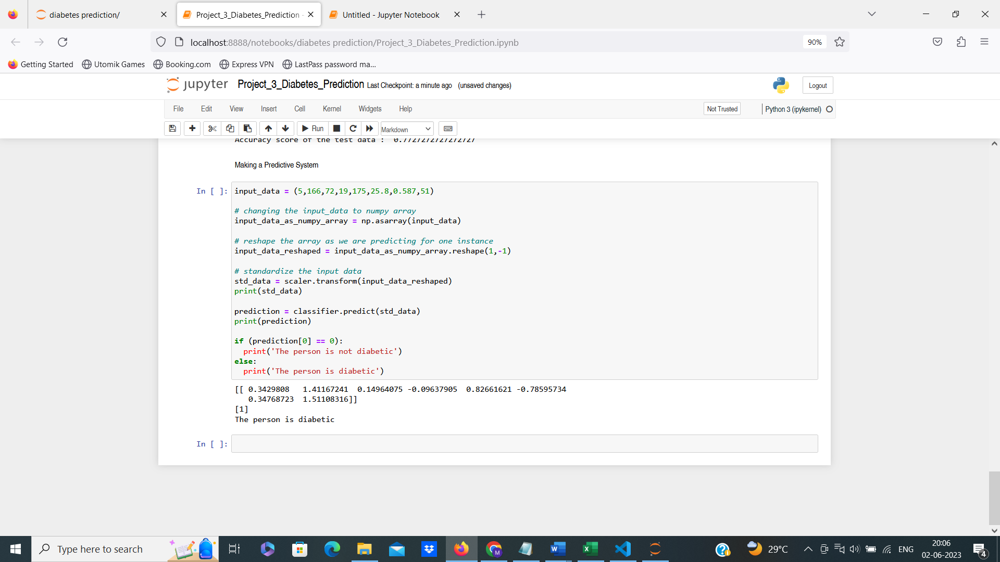 diabetes prediction/
Project_3_Diabetes_Prediction -
Untitled - Jupyter Notebook
localhost:8888/notebooks/diabetes prediction/Project_3_Diabetes_Prediction.ipynb
90%
Getting Started
Utomik Games
Booking.com
Express VPN
LastPass password ma...
jupyter
Project_3_Diabetes_Prediction
Last Checkpoint: a minute ago
(unsaved changes)
Logout
File
Edit
View
Insert
Cell
Kernel
Widgets
Help
Not Trusted
Python 3 (ipykernel)
Run
Markdown
Accuracy score of the test data :  0.7727272727272727
Making a Predictive System
In [ ]:
input_data = (5,166,72,19,175,25.8,0.587,51)
# changing the input_data to numpy array
input_data_as_numpy_array = np.asarray(input_data)
# reshape the array as we are predicting for one instance
input_data_reshaped = input_data_as_numpy_array.reshape(1,-1)
# standardize the input data
std_data = scaler.transform(input_data_reshaped)
print(std_data)
prediction = classifier.predict(std_data)
print(prediction)
if (prediction[0] == 0):
  print('The person is not diabetic')
else:
  print('The person is diabetic')
[[ 0.3429808   1.41167241  0.14964075 -0.09637905  0.82661621 -0.78595734
   0.34768723  1.51108316]]
[1]
The person is diabetic
In [ ]:
Type here to search
29°C
ENG
20:06
02-06-2023
4